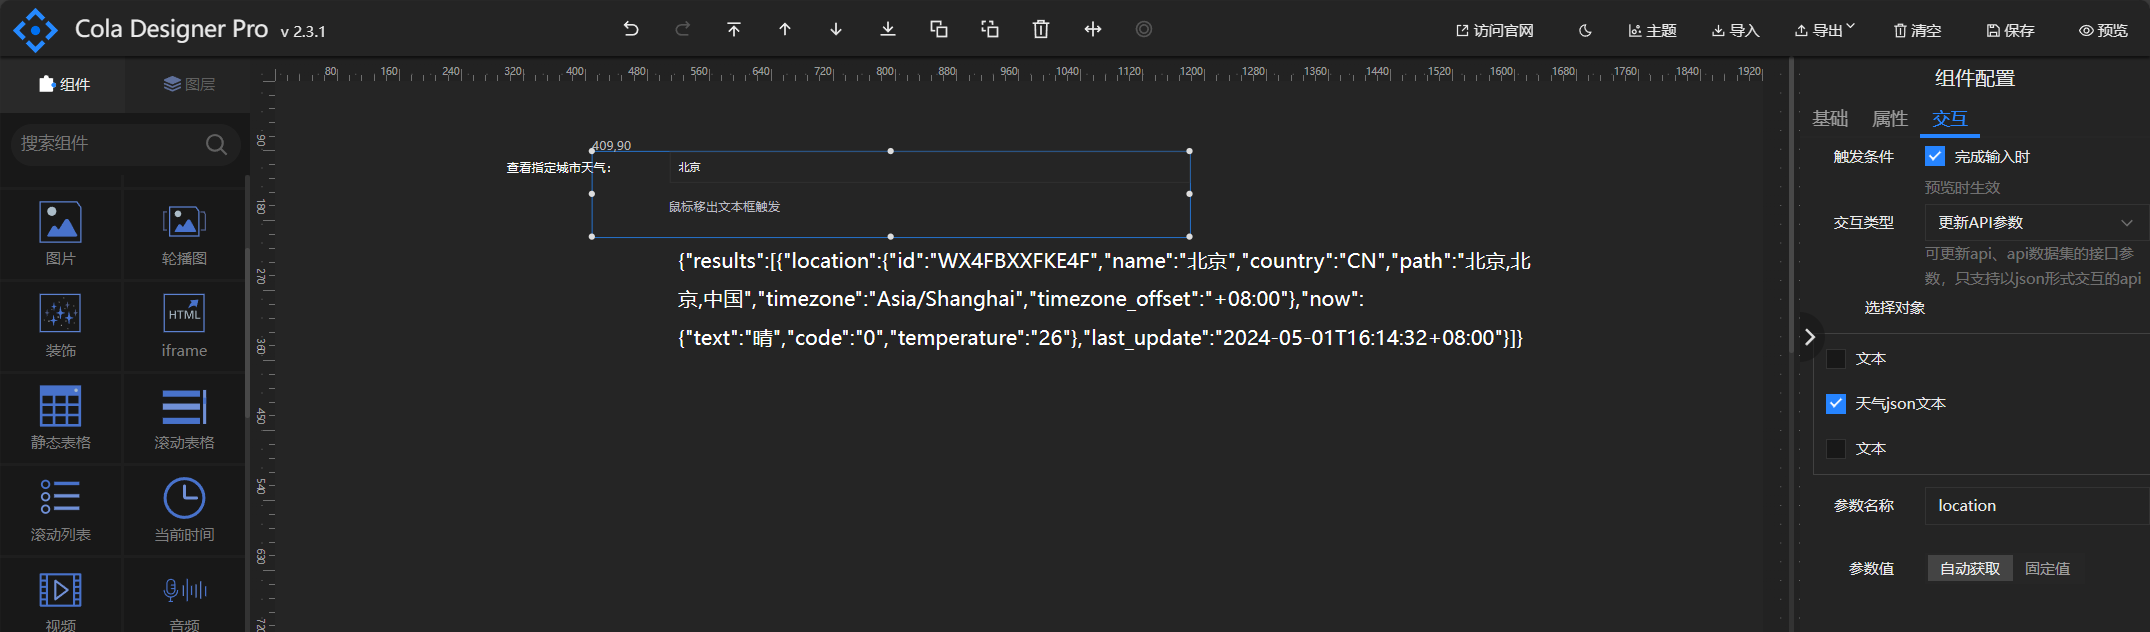 Cola Designer Pro v 2.3.1
访问官网
主题
导入
导出
清空
保存
预览
组件
图层
搜索组件
图片
轮播图
装饰
HTML
iframe
静态表格
滚动表格
滚动列表
当前时间
视频
音频
80 160 240 320 400 480 560 640 720 800 880 960 1040 1120 1200 1280 1360 1440 1520 1600 1680 1760 1840 1920
90
180
270
360
450
540
630
720
409,90
查看指定城市天气:
北京
鼠标移出文本框触发
{"results":[{"location":{"id":"WX4FBXXFKE4F","name":"北京","country":"CN","path":"北京,北
京,中国","timezone":"Asia/Shanghai","timezone_offset":"+08:00"},"now":
{"text":"晴","code":"0","temperature":"26"},"last_update":"2024-05-01T16:14:32+08:00"}]}
组件配置
基础
属性
交互
触发条件
完成输入时
预览时生效
交互类型
更新API参数
可更新api、api数据集的接口参
数，只支持以json形式交互的api
选择对象
文本
天气json文本
文本
参数名称
location
参数值
自动获取
固定值